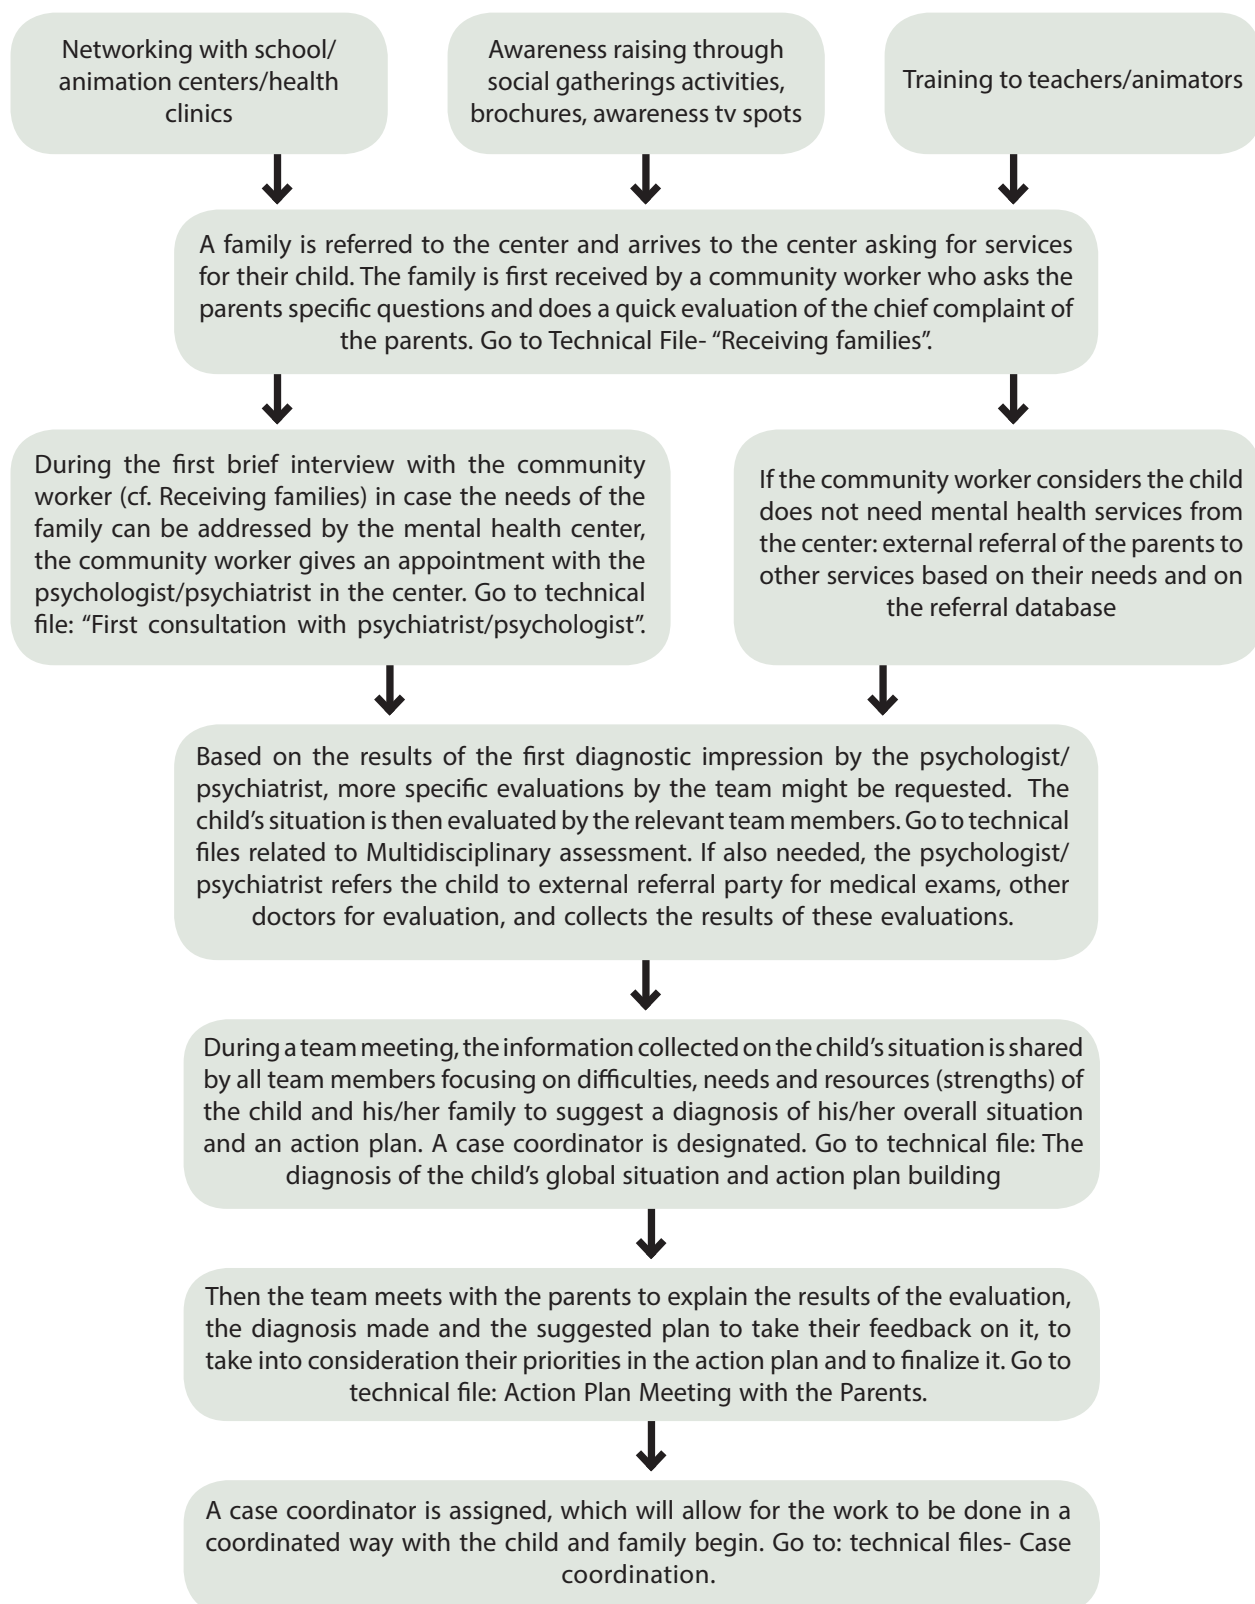 Networking with school/
animation centers/health
clinics
Awareness raising through
social gatherings activities,
brochures, awareness tv spots
Training to teachers/animators
A family is referred to the center and arrives to the center asking for services
for their child. The family is first received by a community worker who asks the
parents specific questions and does a quick evaluation of the chief complaint of
the parents. Go to Technical File- “Receiving families”.
During the first brief interview with the community
worker (cf. Receiving families) in case the needs of the
family can be addressed by the mental health center,
the community worker gives an appointment with the
psychologist/psychiatrist in the center. Go to technical
file: “First consultation with psychiatrist/psychologist”.
If the community worker considers the child
does not need mental health services from
the center: external referral of the parents to
other services based on their needs and on
the referral database
Based on the results of the first diagnostic impression by the psychologist/
psychiatrist, more specific evaluations by the team might be requested. The
child’s situation is then evaluated by the relevant team members. Go to technical
files related to Multidisciplinary assessment. If also needed, the psychologist/
psychiatrist refers the child to external referral party for medical exams, other
doctors for evaluation, and collects the results of these evaluations.
During a team meeting, the information collected on the child’s situation is shared
by all team members focusing on difficulties, needs and resources (strengths) of
the child and his/her family to suggest a diagnosis of his/her overall situation
and an action plan. A case coordinator is designated. Go to technical file: The
diagnosis of the child’s global situation and action plan building
Then the team meets with the parents to explain the results of the evaluation,
the diagnosis made and the suggested plan to take their feedback on it, to
take into consideration their priorities in the action plan and to finalize it. Go to
technical file: Action Plan Meeting with the Parents.
A case coordinator is assigned, which will allow for the work to be done in a
coordinated way with the child and family begin. Go to: technical files- Case
coordination.